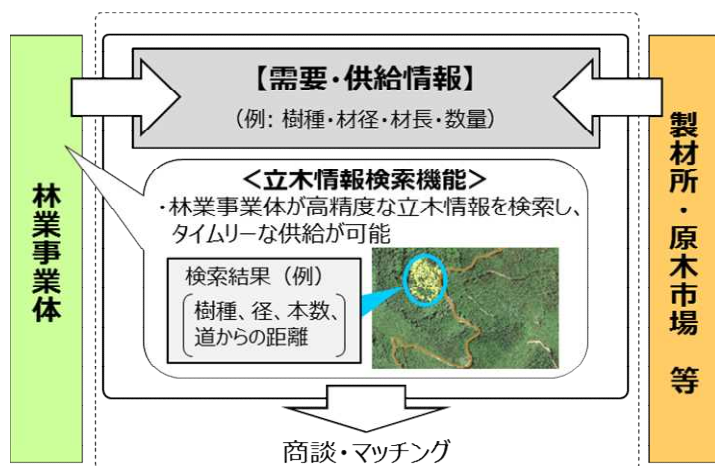 林業事業体
【需要・供給情報】
(例: 樹種・材径・材長・数量)
<立木情報検索機能>
・林業事業体が高精度な立木情報を検索し、
タイムリーな供給が可能
検索結果（例）
樹種、径、本数、
道からの距離
商談・マッチング
製材所・原木市場 等